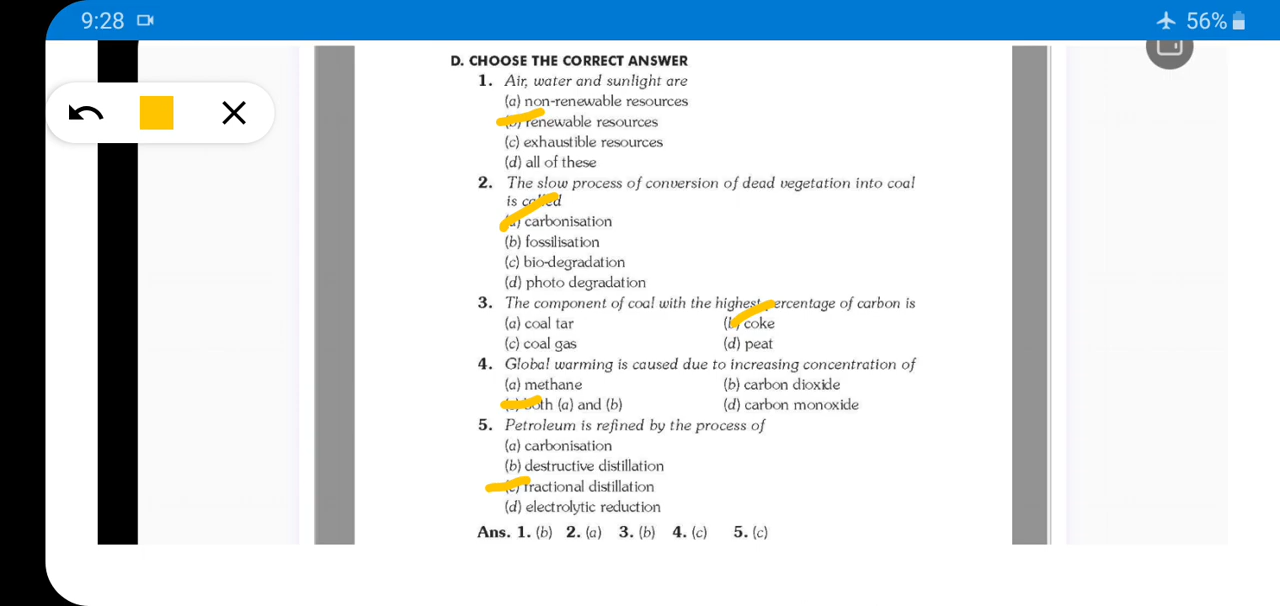 9:28
56%
D. CHOOSE THE CORRECT ANSWER
1. Air, water and sunlight are
(a) non-renewable resources
(b) renewable resources
(c) exhaustible resources
(d) all of these
2. The slow process of conversion of dead vegetation into coal
is called
(a) carbonisation
(b) fossilisation
(c) bio-degradation
(d) photo degradation
3. The component of coal with the highest percentage of carbon is
(a) coal tar (b) coke
(c) coal gas (d) peat
4. Global warming is caused due to increasing concentration of
(a) methane (b) carbon dioxide
(c) both (a) and (b) (d) carbon monoxide
5. Petroleum is refined by the process of
(a) carbonisation
(b) destructive distillation
(c) fractional distillation
(d) electrolytic reduction
Ans. 1. (b) 2. (a) 3. (b) 4. (c) 5. (c)